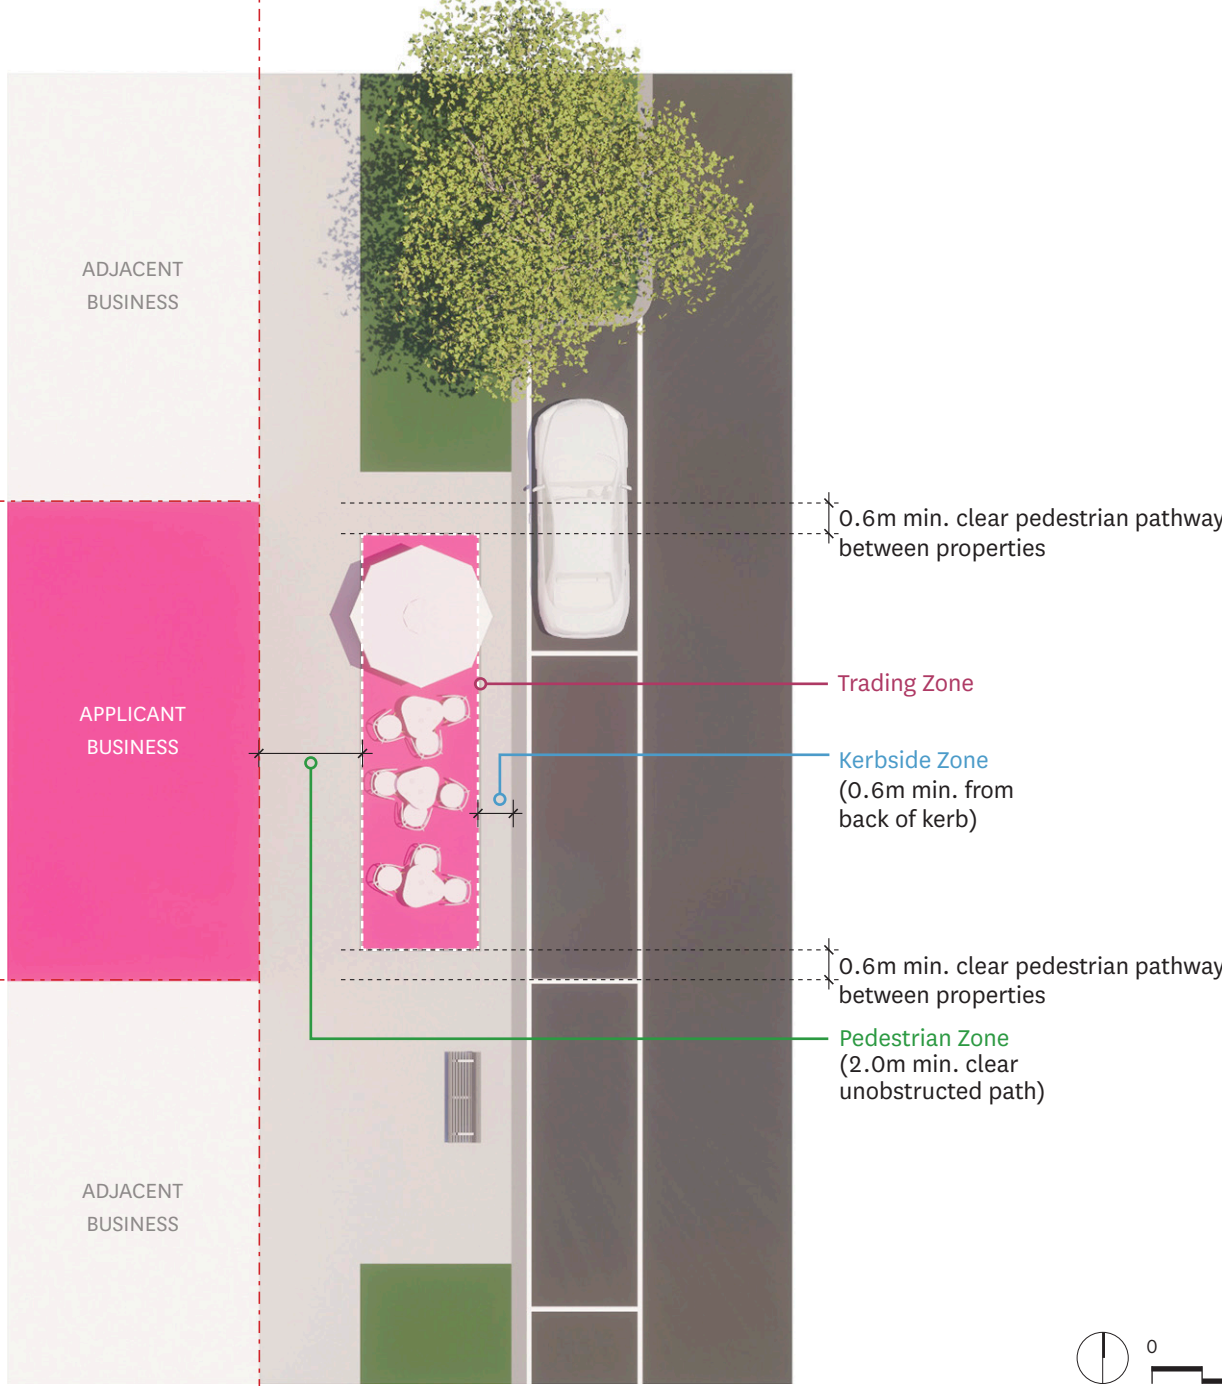 ADJACENT
BUSINESS
0.6m min. clear pedestrian pathway
between properties
Trading Zone
APPLICANT
BUSINESS
Kerbside Zone
(0.6m min. from
back of kerb)
0.6m min. clear pedestrian pathway
between properties
Pedestrian Zone
(2.0m min. clear
unobstructed path)
ADJACENT
BUSINESS
0